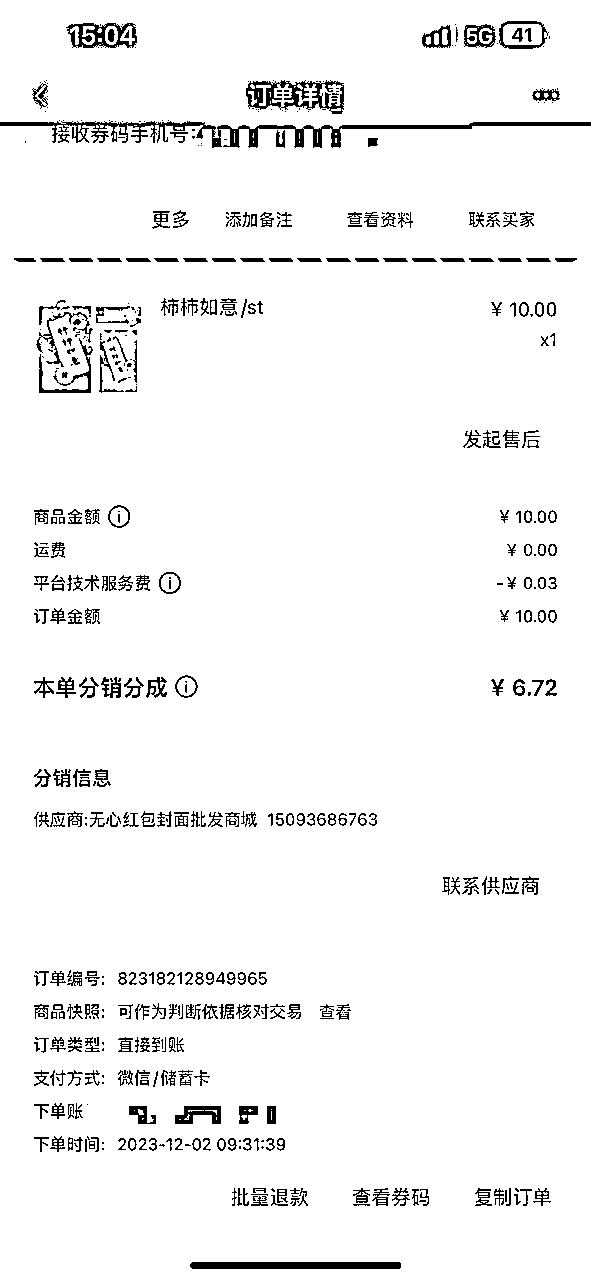 15:04 5G 41
订单详情
接收券码手机号:
更多 添加备注 查看资料 联系买家
柿柿如意/st ¥ 10.00
x1
发起售后
商品金额 ¥ 10.00
运费 ¥ 0.00
平台技术服务费 -¥ 0.03
订单金额 ¥ 10.00
本单分销分成 ¥ 6.72
分销信息
供应商:无心红包封面批发商城 15093686763
联系供应商
订单编号: 823182128949965
商品快照: 可作为判断依据核对交易 查看
订单类型: 直接到账
支付方式: 微信/储蓄卡
下单账
下单时间: 2023-12-02 09:31:39
批量退款 查看券码 复制订单